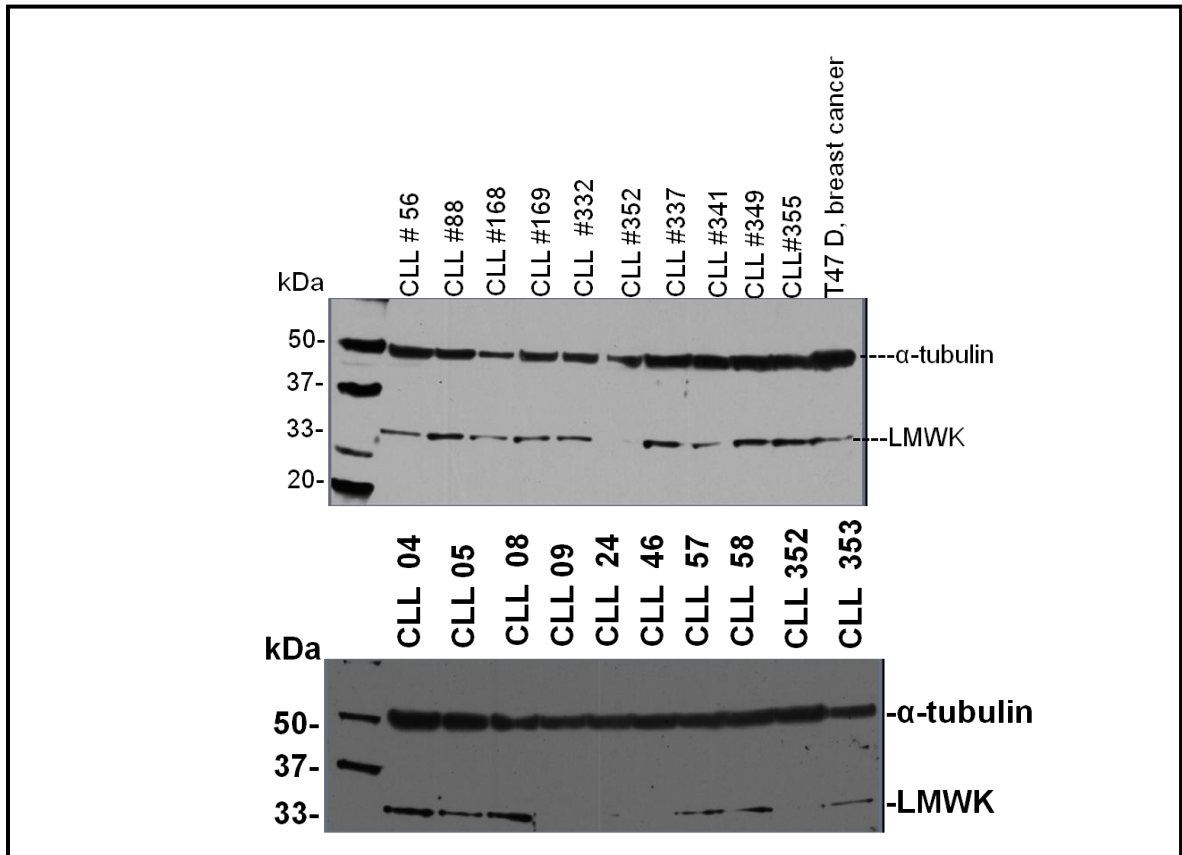 CLL # 56
CLL #88
CLL #168
CLL #169
CLL #332
CLL #352
CLL #337
CLL #341
CLL #349
CLL#355
T47 D, breast cancer
kDa
50-
37-
33-
20-
----α-tubulin
----LMWK
CLL 04
CLL 05
CLL 08
CLL 09
CLL 24
CLL 46
CLL 57
CLL 58
CLL 352
CLL 353
kDa
50-
37-
33-
-α-tubulin
-LMWK